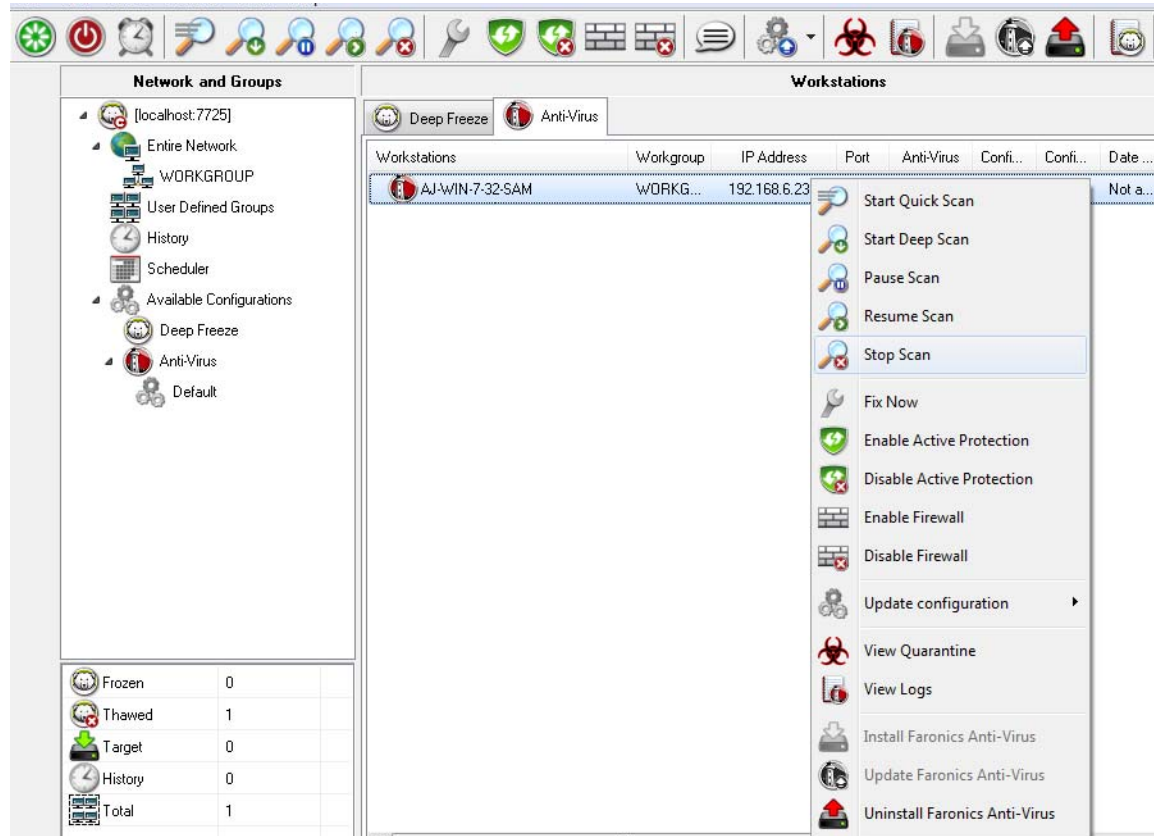 Network and Groups
Workstations
[localhost:7725]
Entire Network
WORKGROUP
User Defined Groups
History
Scheduler
Available Configurations
Deep Freeze
Anti-Virus
Default
Deep Freeze
Anti-Virus
Workstations Workgroup IP Address Port Anti-Virus Confi... Confi... Date ...
AJ-WIN-7-32-SAM WORKG... 192.168.6.23 Not a...
Start Quick Scan
Start Deep Scan
Pause Scan
Resume Scan
Stop Scan
Fix Now
Enable Active Protection
Disable Active Protection
Enable Firewall
Disable Firewall
Update configuration
View Quarantine
View Logs
Install Faronics Anti-Virus
Update Faronics Anti-Virus
Uninstall Faronics Anti-Virus
Frozen 0
Thawed 1
Target 0
History 0
Total 1